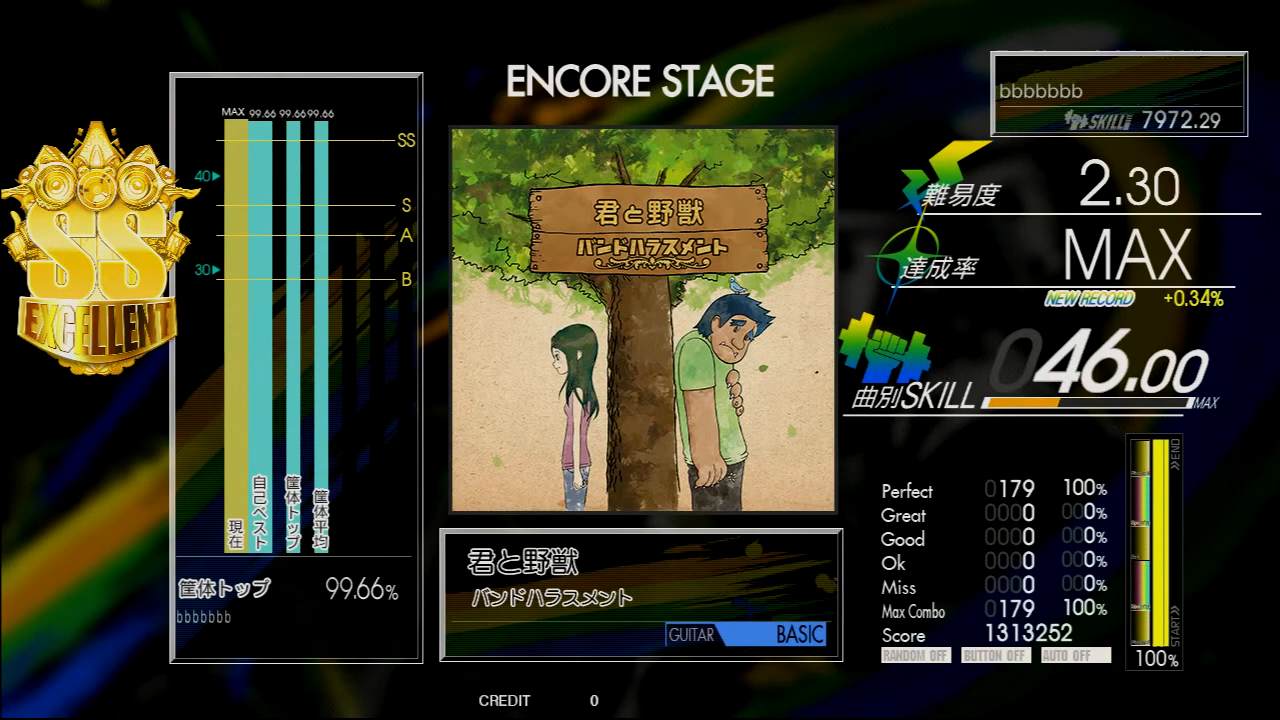 ENCORE STAGE
bbbbbbb
SKILL 7972.29
MAX 99.66 99.66 99.66
SS
40
S
A
30
B
SS
EXCELLENT
現在
自己ベスト
筐体トップ
筐体平均
筐体トップ 99.66%
bbbbbbb
君と野獣
バンドハラスメント
君と野獣
バンドハラスメント
GUITAR BASIC
難易度 2.30
達成率 MAX
NEW RECORD +0.34%
曲別SKILL 046.00
MAX
Perfect 0179 100%
Great 0000 000%
Good 0000 000%
Ok 0000 000%
Miss 0000 000%
Max Combo 0179 100%
Score 1313252
RANDOM OFF BUTTON OFF AUTO OFF
END
START
100%
CREDIT 0